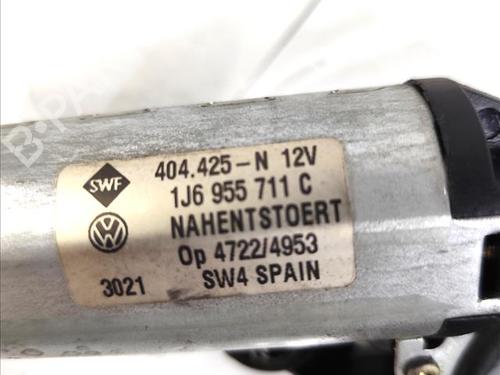 404.425-N 12V
SWF
1J6 955 711 C
NAHENTSTOERT
Op 4722/4953
3021
SW4 SPAIN